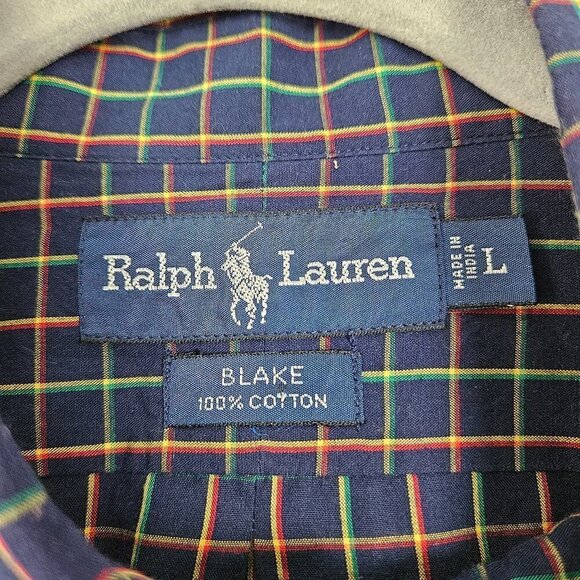 Ralph Lauren
MADE IN
INDIA
L
BLAKE
100% COTTON